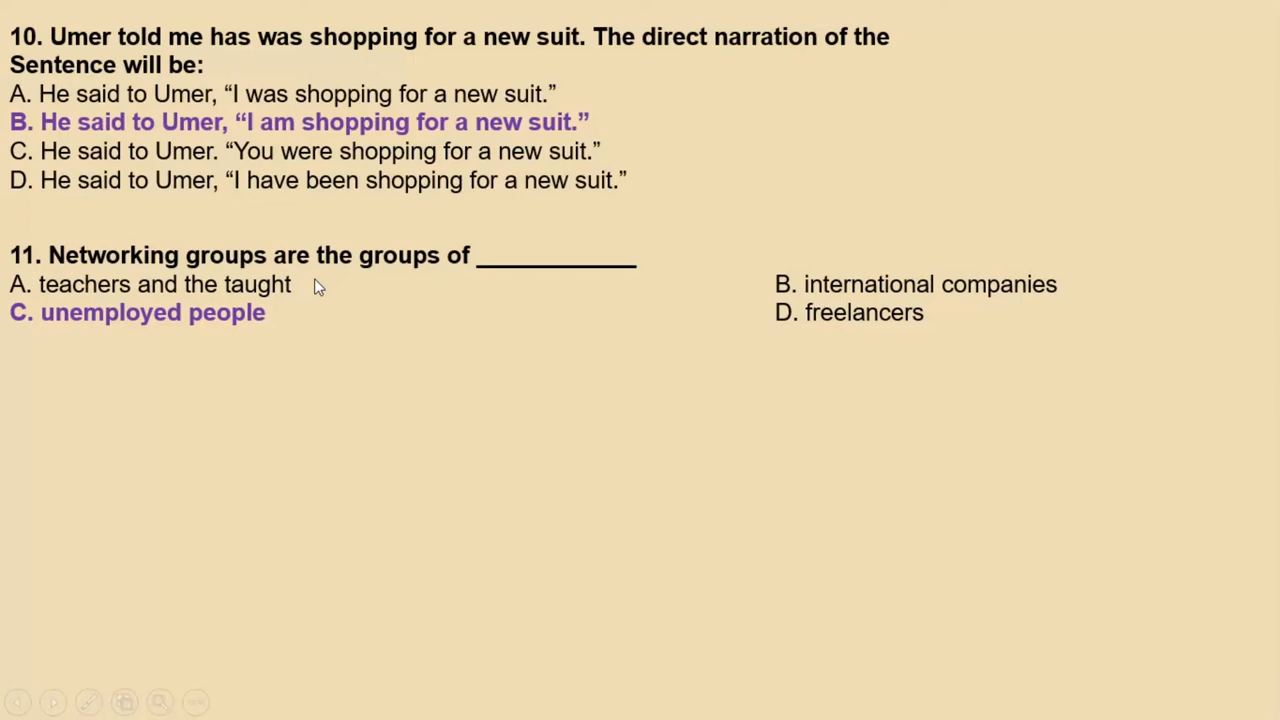 10. Umer told me has was shopping for a new suit. The direct narration of the
Sentence will be:
A. He said to Umer, “I was shopping for a new suit.”
B. He said to Umer, “I am shopping for a new suit.”
C. He said to Umer. “You were shopping for a new suit.”
D. He said to Umer, “I have been shopping for a new suit.”
11. Networking groups are the groups of ____________
A. teachers and the taught B. international companies
C. unemployed people D. freelancers